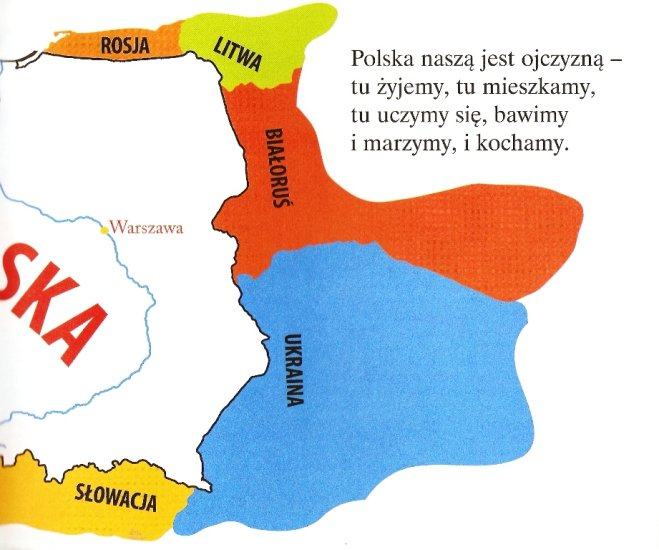 ROSJA
LITWA
Polska naszą jest ojczyzną –
tu żyjemy, tu mieszkamy,
tu uczymy się, bawimy
i marzymy, i kochamy.
BIAŁORUŚ
Warszawa
SKA
UKRAINA
SŁOWACJA